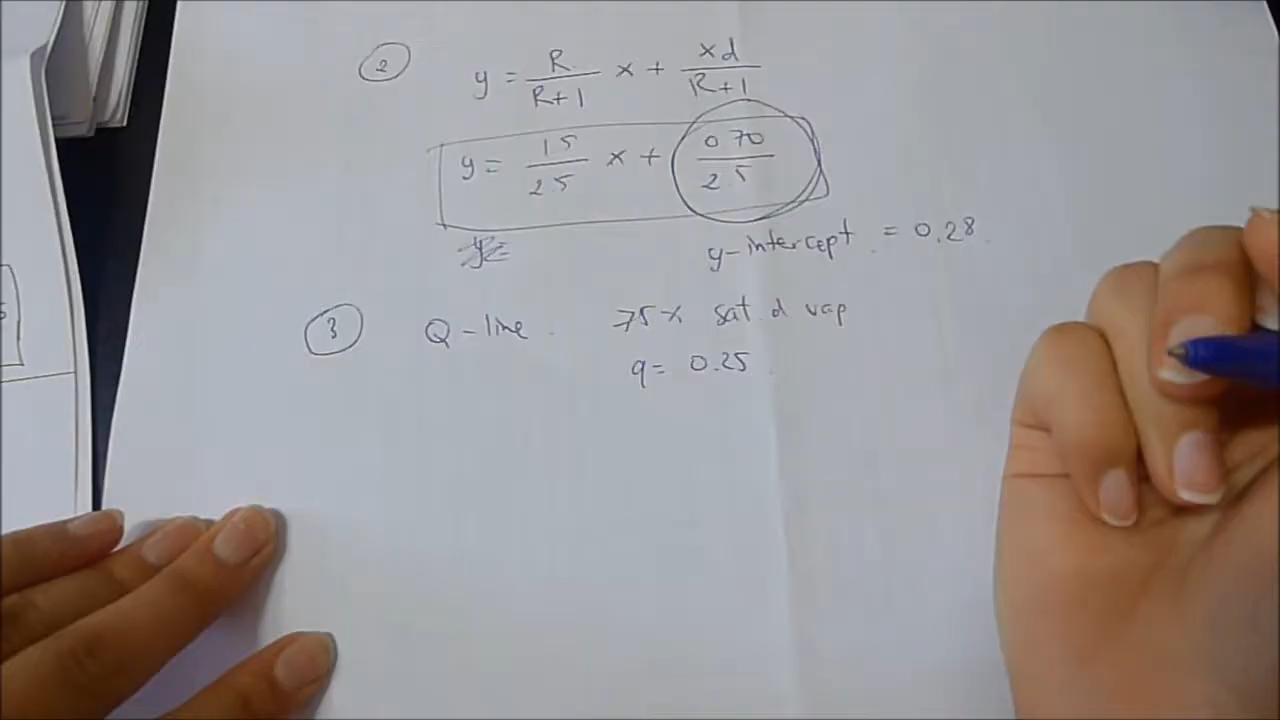 2
y = R/R+1 x + xd/R+1
y = 1.5/2.5 x + 0.70/2.5
y-intercept = 0.28
3 Q-line 75% sat d vap
q = 0.25